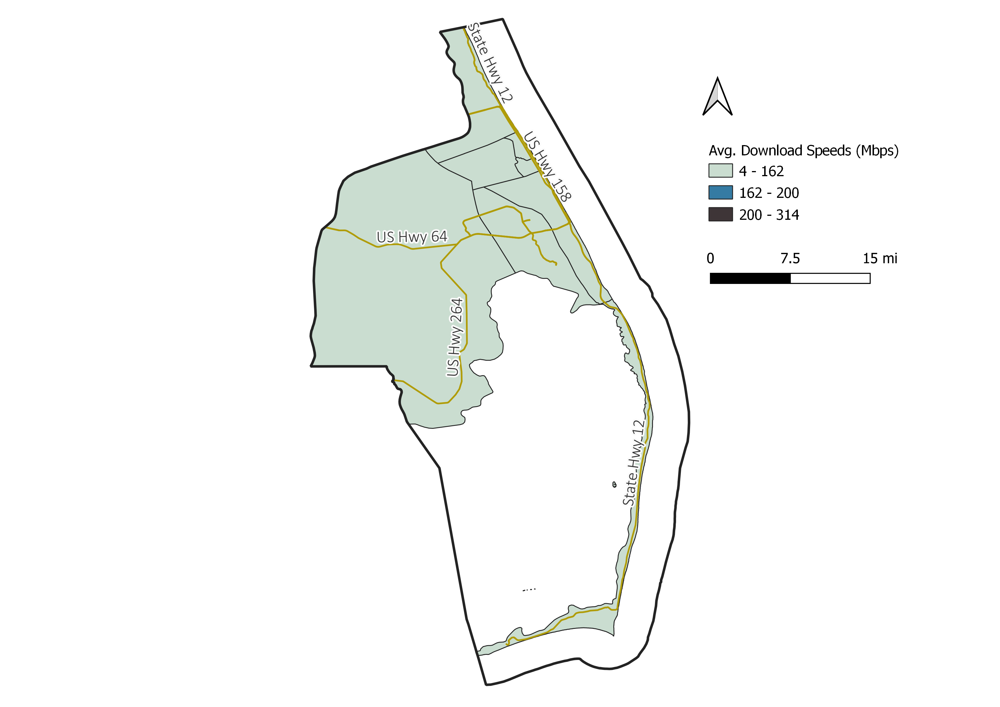 State Hwy 12
US Hwy 158
Avg. Download Speeds (Mbps)
4 - 162
162 - 200
200 - 314
US Hwy 64
0 7.5 15 mi
US Hwy 264
State Hwy 12